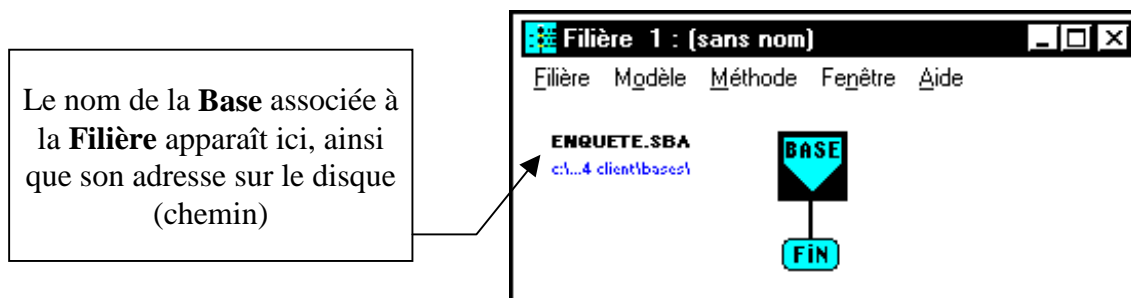 Le nom de la Base associée à
la Filière apparaît ici, ainsi
que son adresse sur le disque
(chemin)
Filière 1 : (sans nom)
Filière Modèle Méthode Fenêtre Aide
ENQUETE.SBA
c:\...4 client\bases\
BASE
FiN